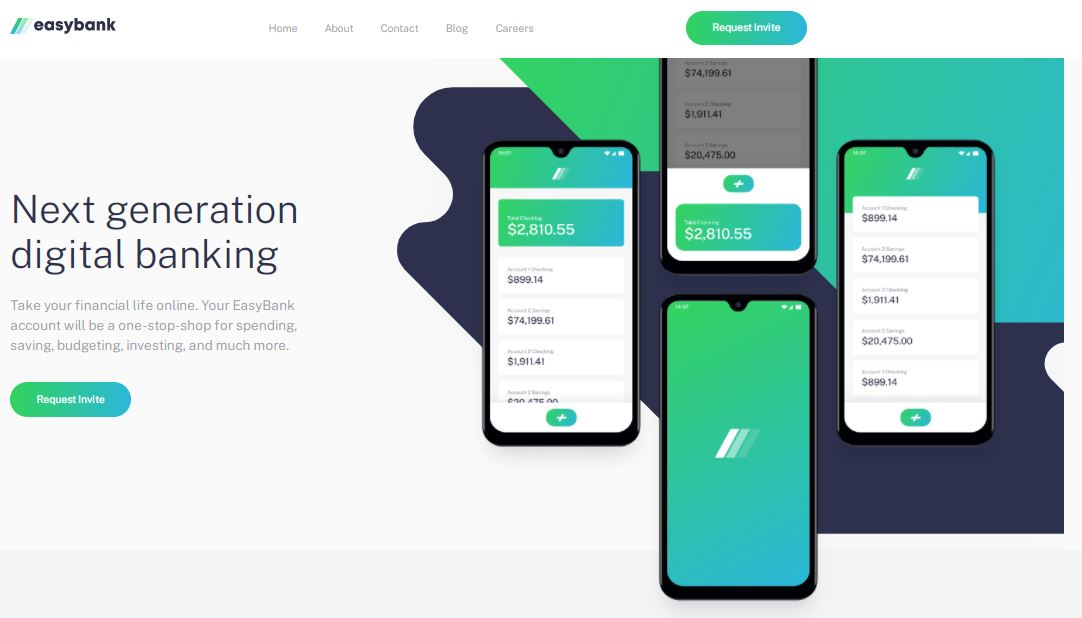 easybank
Home
About
Contact
Blog
Careers
Request Invite
Next generation
digital banking
Take your financial life online. Your EasyBank
account will be a one-stop-shop for spending,
saving, budgeting, investing, and much more.
Request Invite
14:07
Total Checking
$2,810.55
Account 1 Checking
$899.14
Account 2 Savings
$74,199.61
Account 2 Checking
$1,911.41
Account 2 Savings
$20,475.00
Account 2 Savings
$74,199.61
Account 2 Checking
$1,911.41
Account 2 Savings
$20,475.00
Total Checking
$2,810.55
14:07
14:07
Account 1 Checking
$899.14
Account 2 Savings
$74,199.61
Account 2 Checking
$1,911.41
Account 2 Savings
$20,475.00
Account 1 Checking
$899.14